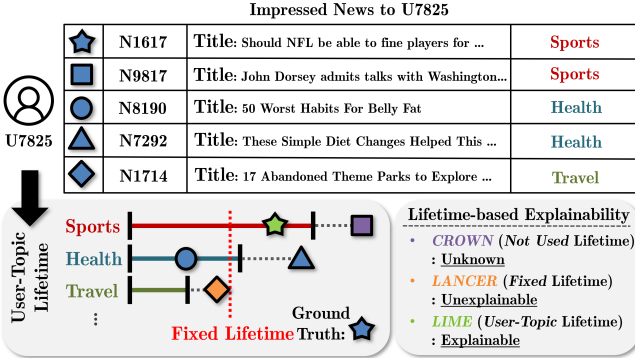 Impressed News to U7825
N1617 Title: Should NFL be able to fine players for ... Sports
N9817 Title: John Dorsey admits talks with Washington... Sports
N8190 Title: 50 Worst Habits For Belly Fat Health
N7292 Title: These Simple Diet Changes Helped This ... Health
N1714 Title: 17 Abandoned Theme Parks to Explore ... Travel
U7825
User-Topic
Lifetime
Sports
Health
Travel
...
Fixed Lifetime
Ground
Truth:
Lifetime-based Explainability
• CROWN (Not Used Lifetime)
: Unknown
• LANCER (Fixed Lifetime)
: Unexplainable
• LIME (User-Topic Lifetime)
: Explainable